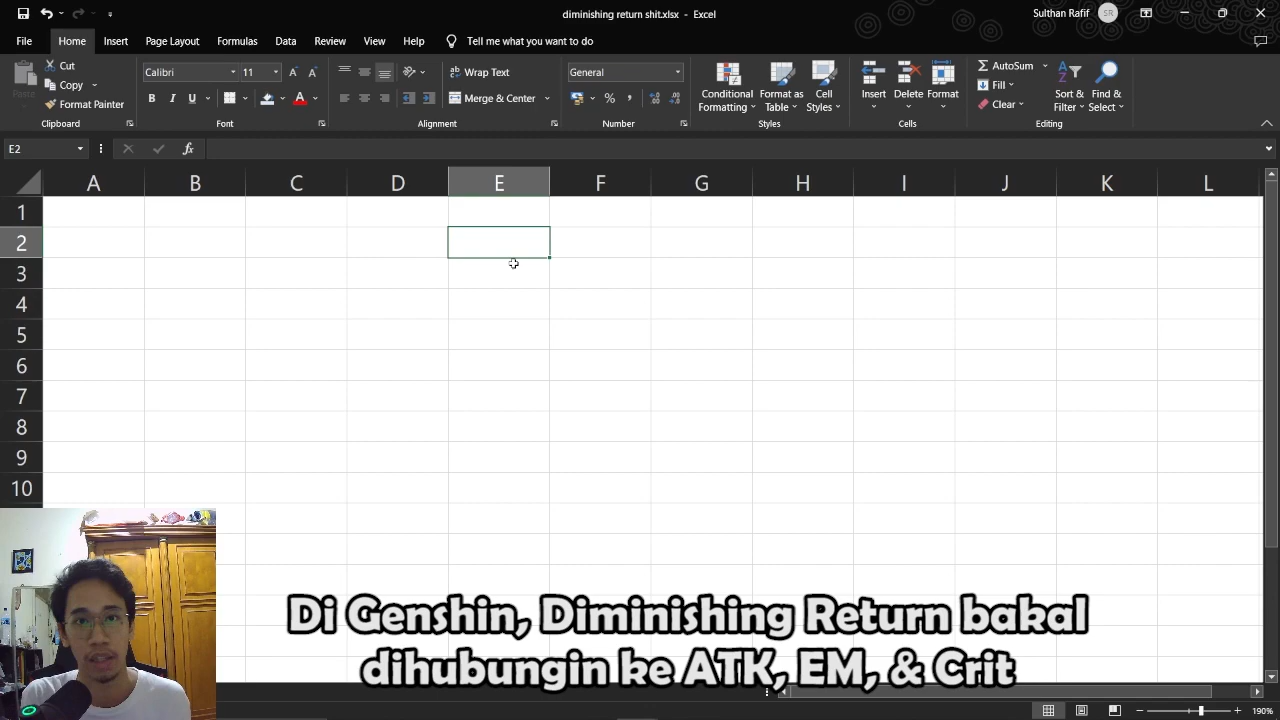 diminishing return shit.xlsx - Excel
Sulthan Rafif SR
File Home Insert Page Layout Formulas Data Review View Help Tell me what you want to do
Paste
Cut
Copy
Format Painter
Clipboard
Calibri 11
B I U
Font
Wrap Text
Merge & Center
Alignment
General
Number
Conditional Formatting
Format as Table
Cell Styles
Styles
Insert Delete Format
Cells
AutoSum
Fill
Clear
Sort & Filter
Find & Select
Editing
E2 fx
A B C D E F G H I J K L
1
2
3
4
5
6
7
8
9
10
Di Genshin, Diminishing Return bakal
dihubungin ke ATK, EM, & Crit
190%